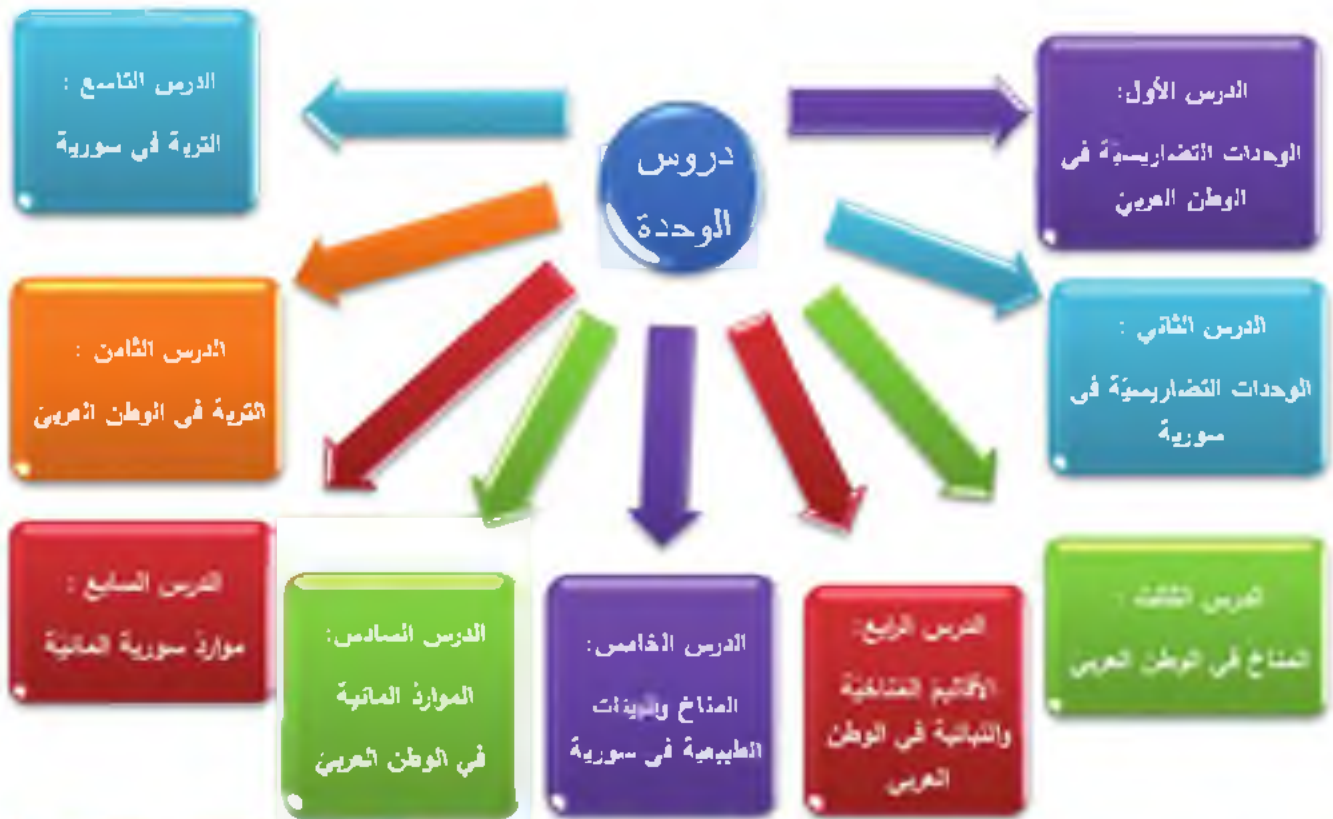 دروس
الوحدة
الدرس الأول:
الوحدات التضاريسيّة في
الوطن العربيّ
الدرس الثاني :
الوحدات التضاريسيّة في
سورية
الدرس الثالث :
المناخ في الوطن العربي
الدرس الرابع:
الأقاليم المناخية
والنباتية في الوطن
العربي
الدرس الخامس:
المناخ والبيئات
الطبيعية في سورية
الدرس السادس:
الموارد المائية
في الوطن العربيّ
الدرس السابع :
موارد سورية المائية
الدرس الثامن :
التربة في الوطن العربيّ
الدرس التاسع :
التربة في سورية